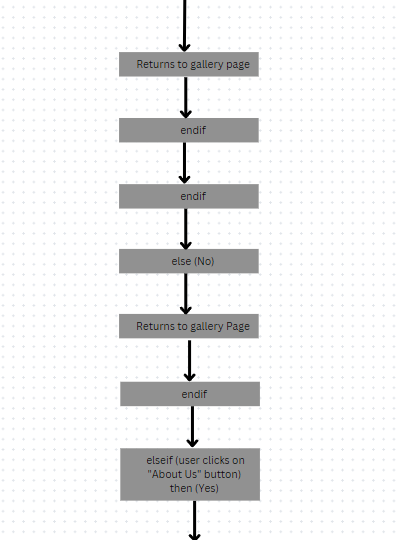 Returns to gallery page
endif
endif
else (No)
Returns to gallery Page
endif
elseif (user clicks on
"About Us" button)
then (Yes)